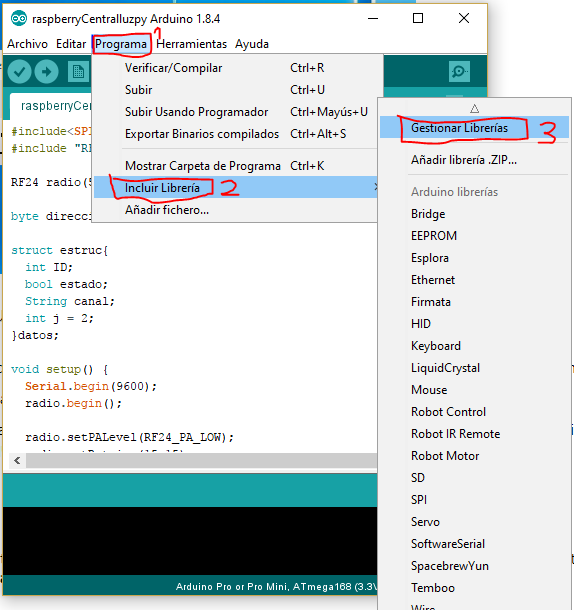 raspberryCentralluzpy Arduino 1.8.4
Archivo Editar Programa Herramientas Ayuda
1
Verificar/Compilar Ctrl+R
Subir Ctrl+U
Subir Usando Programador Ctrl+Mayús+U
Exportar Binarios compilados Ctrl+Alt+S
Mostrar Carpeta de Programa Ctrl+K
Incluir Librería 2
Añadir fichero...
Gestionar Librerías 3
Añadir librería .ZIP...
Arduino librerías
Bridge
EEPROM
Esplora
Ethernet
Firmata
HID
Keyboard
LiquidCrystal
Mouse
Robot Control
Robot IR Remote
Robot Motor
SD
SPI
Servo
SoftwareSerial
SpacebrewYun
Temboo
Wire
raspberryCen
#include<SP
#include "R
RF24 radio(
byte direcci
struct estruc{
int ID;
bool estado;
String canal;
int j = 2;
}datos;
void setup() {
Serial.begin(9600);
radio.begin();
radio.setPALevel(RF24_PA_LOW);
Arduino Pro or Pro Mini, ATmega168 (3.3V